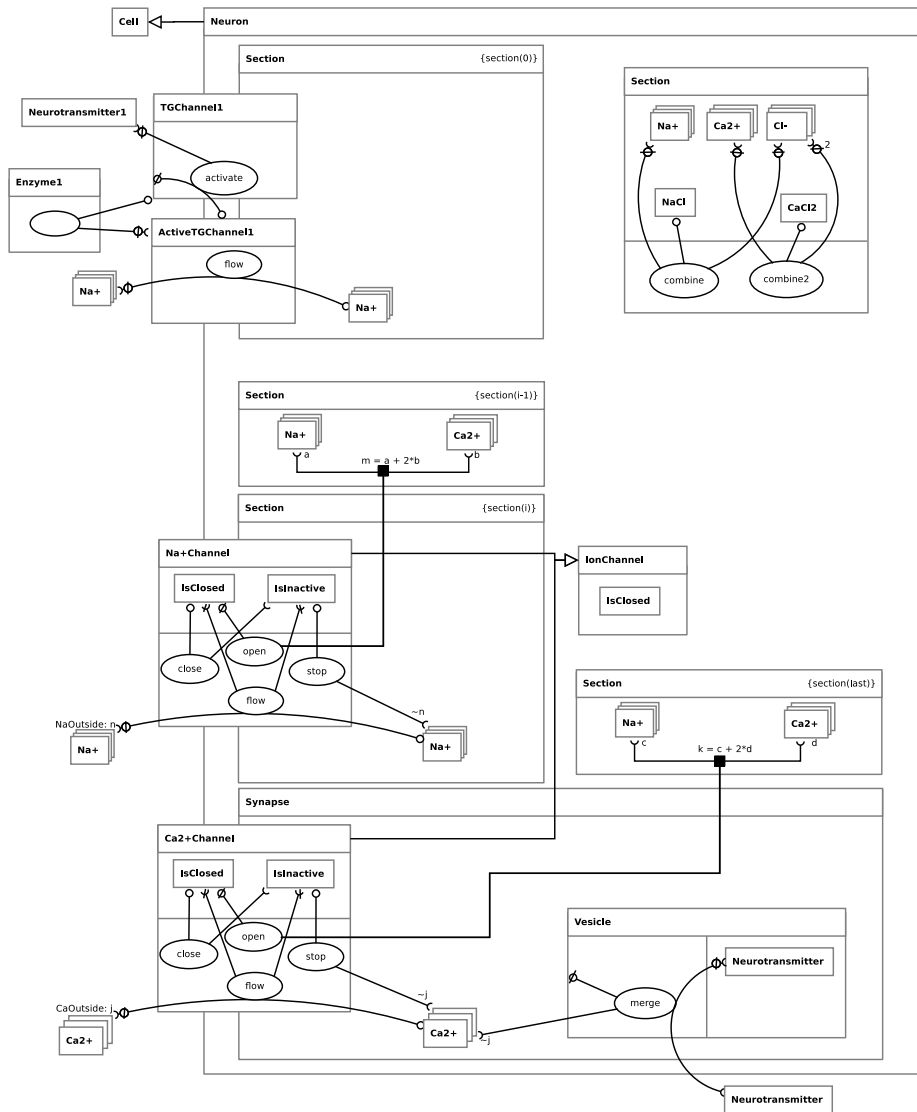 Cell
Neuron
Section {section(0)}
Section
TGChannel1
Neurotransmitter1
Na+ Ca2+ Cl-
2
activate
Enzyme1
NaCl CaCl2
ActiveTGChannel1
flow
combine combine2
Na+
Na+
Section {section(i-1)}
Na+ Ca2+
a b
m = a + 2*b
Section {section(i)}
Na+Channel
IonChannel
IsClosed IsInactive
IsClosed
open
close stop
Section {section(last)}
flow
~n
Na+ Ca2+
NaOutside: n
c d
Na+ Na+
k = c + 2*d
Synapse
Ca2+Channel
IsClosed IsInactive
Vesicle
open
close stop
Neurotransmitter
flow
~j
merge
CaOutside: j
Ca2+ Ca2+
~j
Neurotransmitter